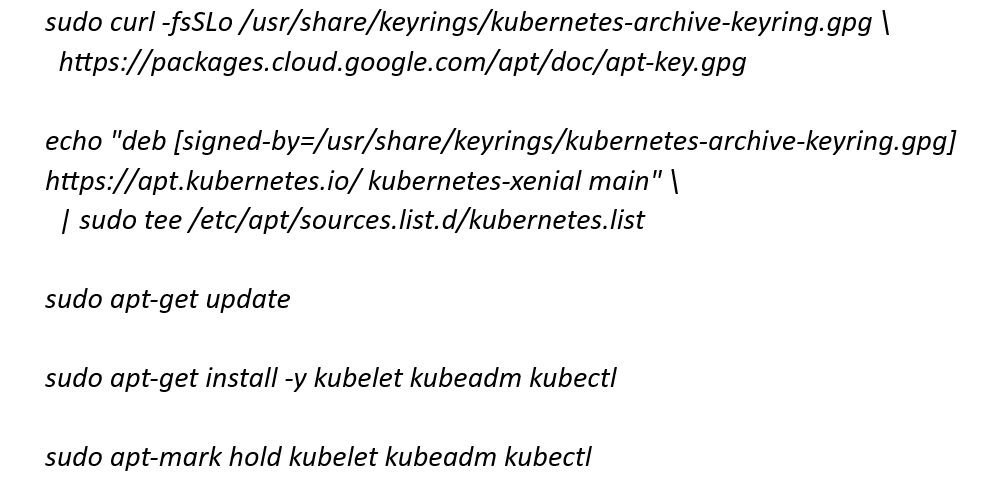 sudo curl -fsSLo /usr/share/keyrings/kubernetes-archive-keyring.gpg \
https://packages.cloud.google.com/apt/doc/apt-key.gpg
echo "deb [signed-by=/usr/share/keyrings/kubernetes-archive-keyring.gpg]
https://apt.kubernetes.io/ kubernetes-xenial main" \
| sudo tee /etc/apt/sources.list.d/kubernetes.list
sudo apt-get update
sudo apt-get install -y kubelet kubeadm kubectl
sudo apt-mark hold kubelet kubeadm kubectl